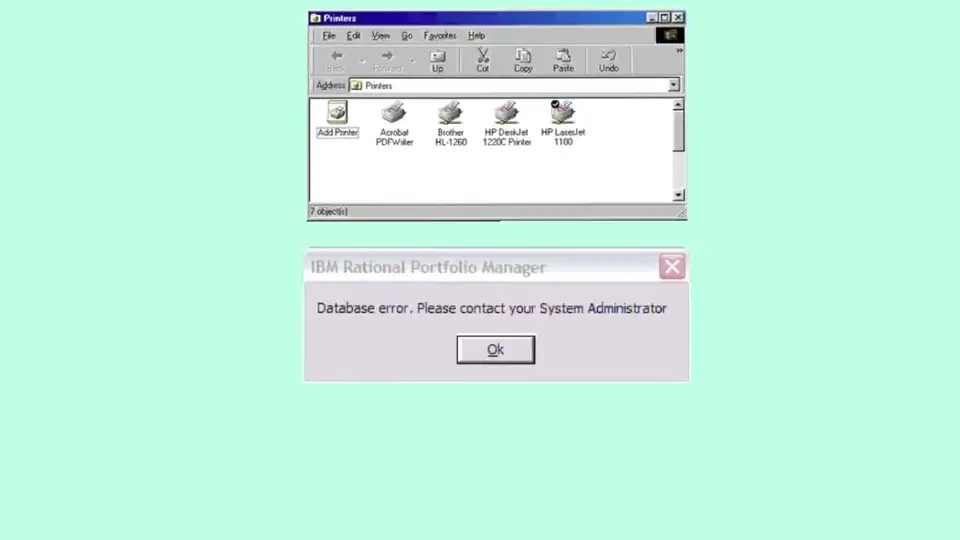 Printers
File Edit View Go Favorites Help
Back Forward Up Cut Copy Paste Undo
Address Printers
Add Printer Acrobat PDFWriter Brother HL-1260 HP DeskJet 1220C Printer HP LaserJet 1100
7 object(s)
IBM Rational Portfolio Manager
Database error. Please contact your System Administrator
Ok